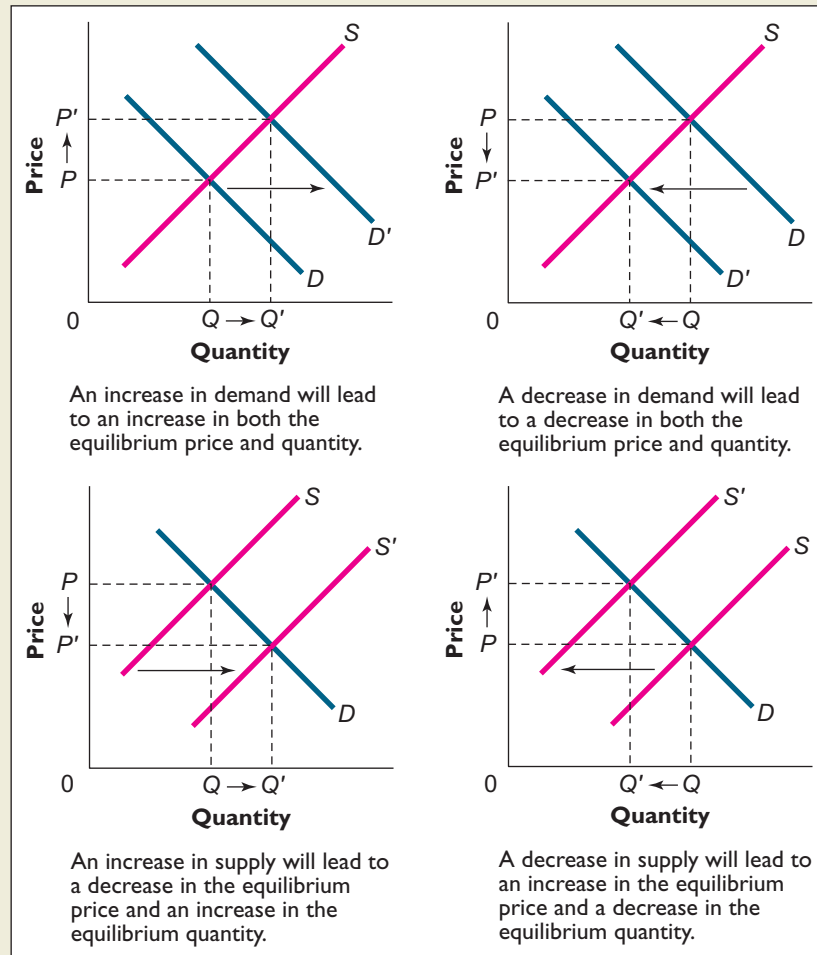 S
P'
Price
P
D'
D
0
Q → Q'
Quantity
An increase in demand will lead
to an increase in both the
equilibrium price and quantity.
P
Price
P'
D
D'
0
Q' ← Q
Quantity
A decrease in demand will lead
to a decrease in both the
equilibrium price and quantity.
S
S
S'
P
Price
P'
D
0
Q → Q'
Quantity
An increase in supply will lead to
a decrease in the equilibrium
price and an increase in the
equilibrium quantity.
S'
S
P'
Price
P
D
0
Q' ← Q
Quantity
A decrease in supply will lead to
an increase in the equilibrium
price and a decrease in the
equilibrium quantity.